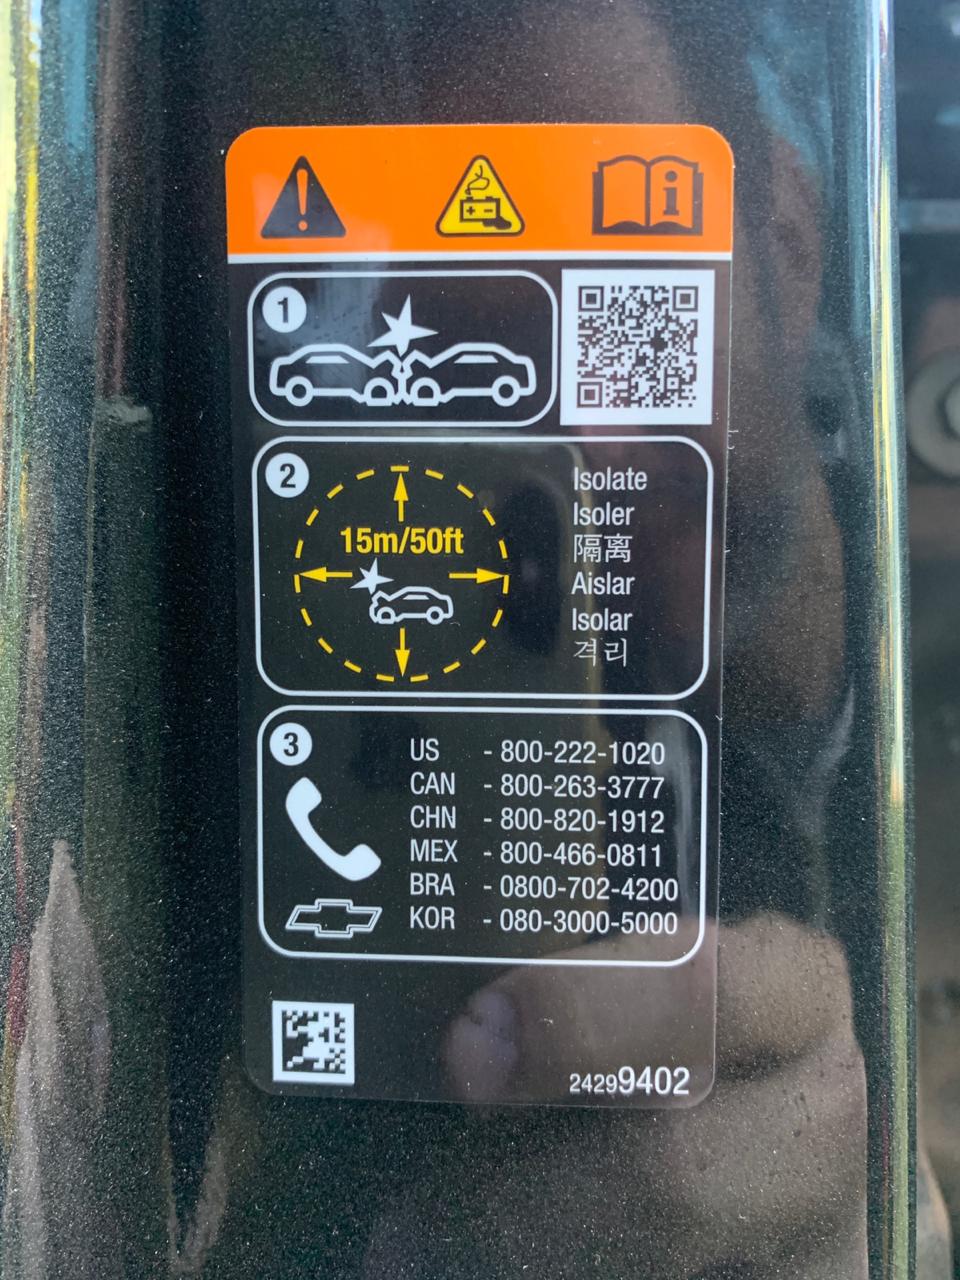 1
2
15m/50ft
Isolate
Isoler
隔离
Aislar
Isolar
격리
3
US - 800-222-1020
CAN - 800-263-3777
CHN - 800-820-1912
MEX - 800-466-0811
BRA - 0800-702-4200
KOR - 080-3000-5000
24299402